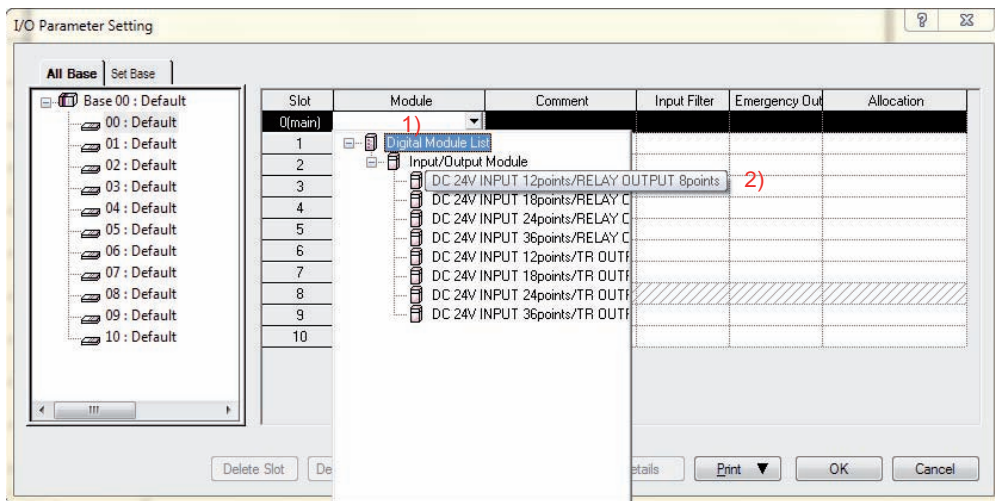 I/O Parameter Setting
All Base Set Base
Base 00 : Default
00 : Default
01 : Default
02 : Default
03 : Default
04 : Default
05 : Default
06 : Default
07 : Default
08 : Default
09 : Default
10 : Default
Slot Module Comment Input Filter Emergency Out Allocation
0(main)
1
2
3
4
5
6
7
8
9
10
1)
Digital Module List
Input/Output Module
DC 24V INPUT 12points/RELAY OUTPUT 8points
2)
DC 24V INPUT 18points/RELAY
DC 24V INPUT 24points/RELAY
DC 24V INPUT 36points/RELAY
DC 24V INPUT 12points/TR
DC 24V INPUT 18points/TR
DC 24V INPUT 24points/TR
DC 24V INPUT 36points/TR
Delete Slot Print ▼ OK Cancel